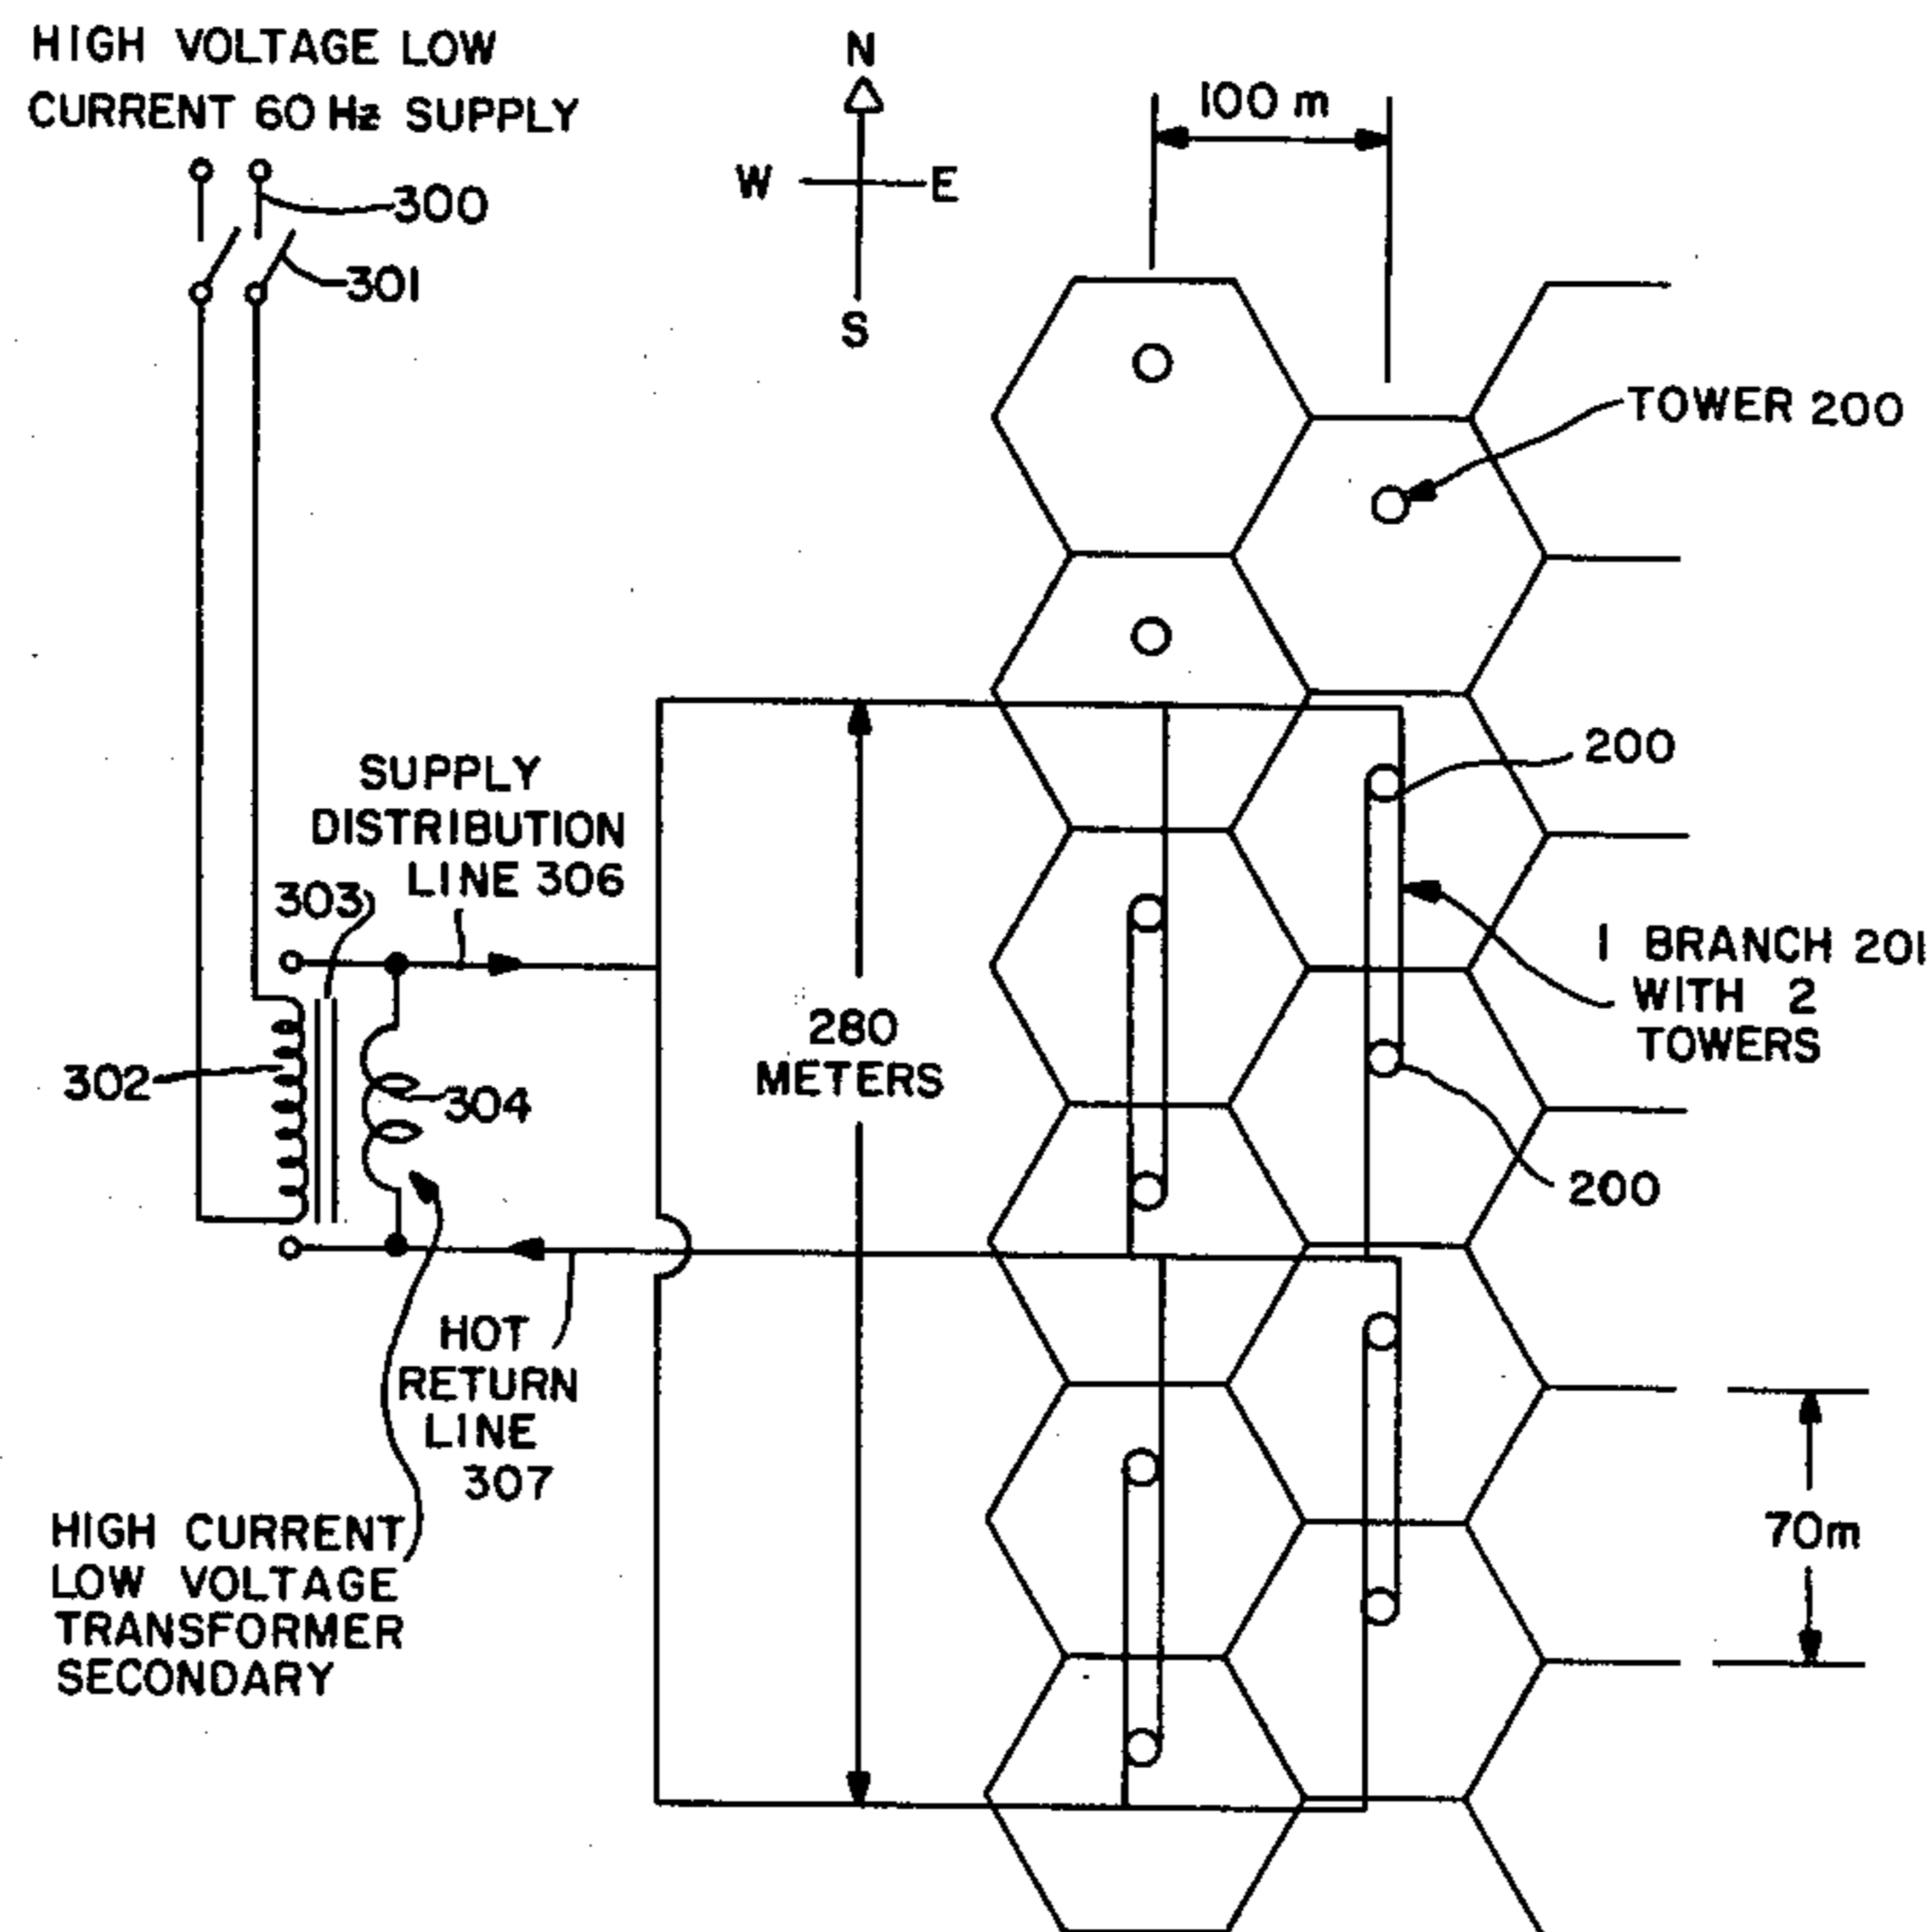 HIGH VOLTAGE LOW
CURRENT 60 Hz SUPPLY
300
301
N
W
E
S
100 m
TOWER 200
200
SUPPLY
DISTRIBUTION
LINE 306
303
1 BRANCH 201
WITH 2
TOWERS
280
METERS
302
304
200
HOT
RETURN
LINE
307
HIGH CURRENT
LOW VOLTAGE
TRANSFORMER
SECONDARY
70m